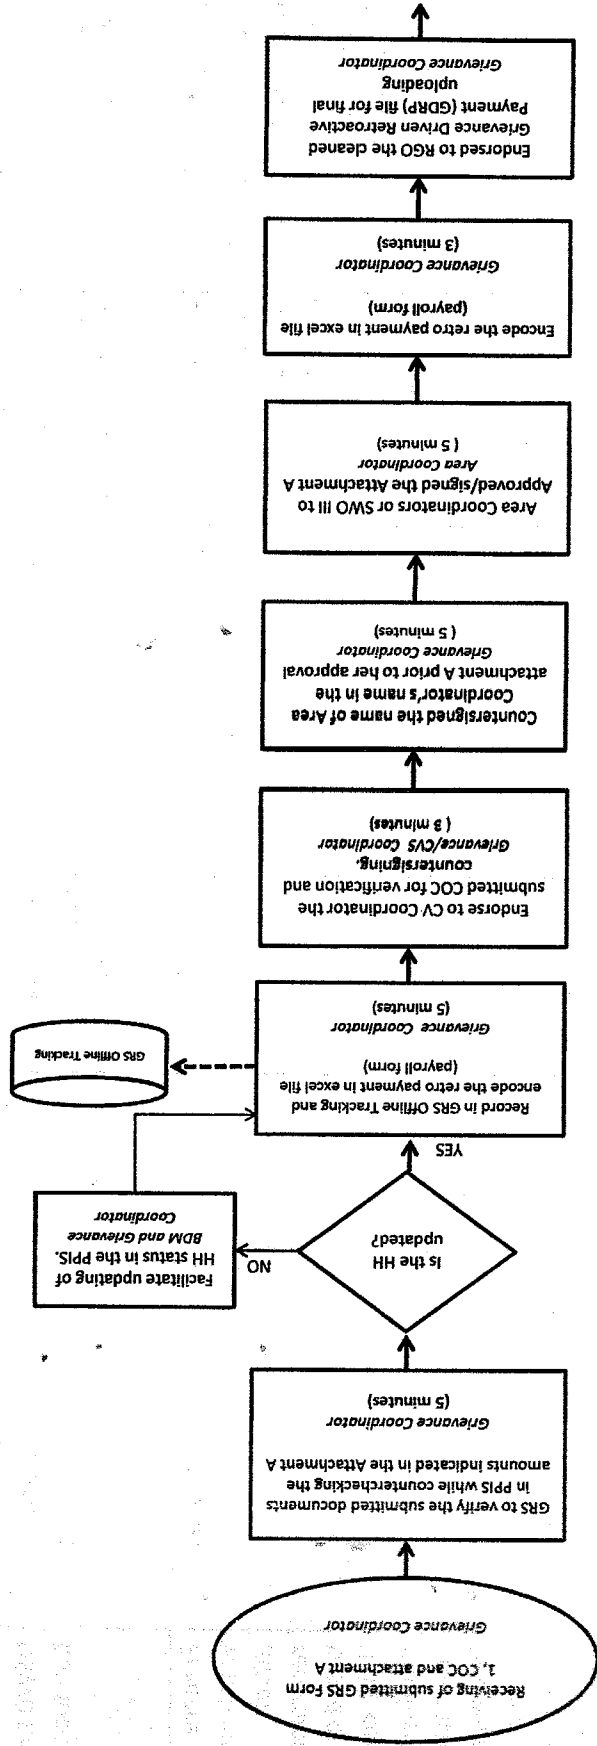 Receiving of submitted GRS Form
1, COC and attachment A
Grievance Coordinator
GRS to verify the submitted documents
in PPIS while counterchecking the
amounts indicated in the Attachment A
Grievance Coordinator
(5 minutes)
Is the HH
updated?
NO
Facilitate updating of
HH status in the PPIS.
BDM and Grievance
Coordinator
YES
Record in GRS Offline Tracking and
encode the retro payment in excel file
(payroll form)
Grievance Coordinator
(5 minutes)
GRS Offline Tracking
Endorse to CV Coordinator the
submitted COC for verification and
countersigning.
Grievance/CVS Coordinator
( 3 minutes)
Countersigned the name of Area
Coordinator's name in the
attachment A prior to her approval
Grievance Coordinator
( 5 minutes)
Area Coordinators or SWO III to
Approved/signed the Attachment A
Area Coordinator
( 5 minutes)
Encode the retro payment in excel file
(payroll form)
Grievance Coordinator
(3 minutes)
Endorsed to RGO the cleaned
Grievance Driven Retroactive
Payment (GDRP) file for final
uploading
Grievance Coordinator